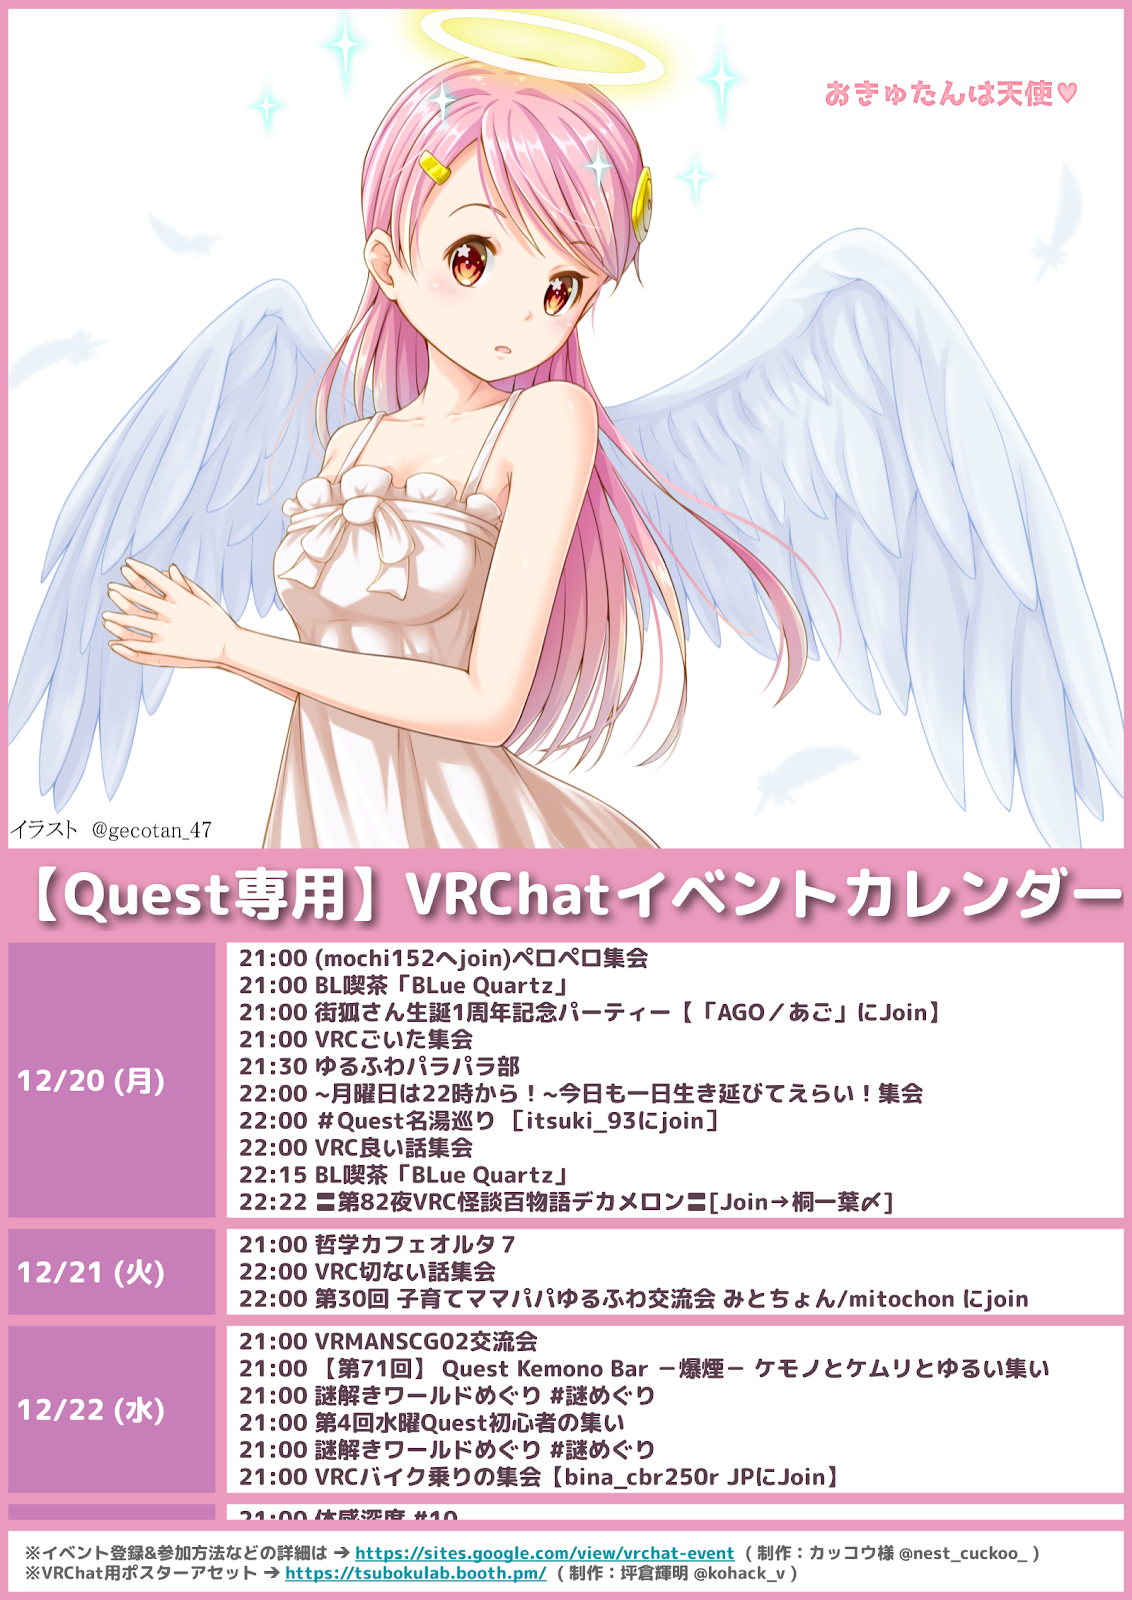 おきゅたんは天使♥
イラスト @gecotan_47
【Quest専用】VRChatイベントカレンダー
12/20 (月)
21:00 (mochi152へjoin)ペロペロ集会
21:00 BL喫茶「BLue Quartz」
21:00 街狐さん生誕1周年記念パーティー【「AGO／あご」にJoin】
21:00 VRCごいた集会
21:30 ゆるふわパラパラ部
22:00 ~月曜日は22時から！~今日も一日生き延びてえらい！集会
22:00 ＃Quest名湯巡り ［itsuki_93にjoin］
22:00 VRC良い話集会
22:15 BL喫茶「BLue Quartz」
22:22 〓第82夜VRC怪談百物語デカメロン〓[Join→桐一葉〆]
12/21 (火)
21:00 哲学カフェオルタ７
22:00 VRC切ない話集会
22:00 第30回 子育てママパパゆるふわ交流会 みとちょん/mitochon にjoin
12/22 (水)
21:00 VRMANSCG02交流会
21:00 【第71回】 Quest Kemono Bar －爆煙－ ケモノとケムリとゆるい集い
21:00 謎解きワールドめぐり #謎めぐり
21:00 第4回水曜Quest初心者の集い
21:00 謎解きワールドめぐり #謎めぐり
21:00 VRCバイク乗りの集会【bina_cbr250r JPにJoin】
21:00 体感深度 #10
※イベント登録&参加方法などの詳細は → https://sites.google.com/view/vrchat-event ( 制作：カッコウ様 @nest_cuckoo_ )
※VRChat用ポスターアセット → https://tsubokulab.booth.pm/ ( 制作：坪倉輝明 @kohack_v )